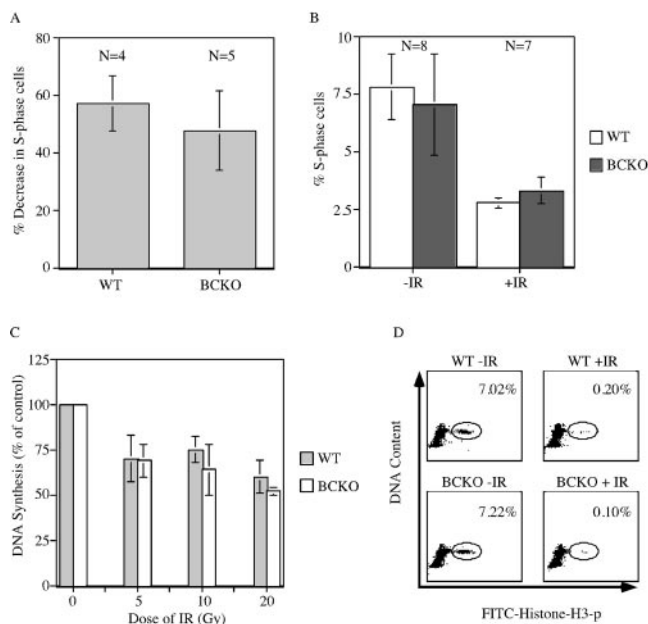 A
% Decrease in S-phase cells
80
60
40
20
0
N=4
N=5
WT
BCKO
B
% S-phase cells
10
7.5
5
2.5
0
N=8
N=7
-IR
+IR
WT
BCKO
C
DNA Synthesis (% of control)
125
100
75
50
25
0
0
5
10
20
Dose of IR (Gy)
WT
BCKO
D
DNA Content
WT -IR
7.02%
WT +IR
0.20%
BCKO -IR
7.22%
BCKO + IR
0.10%
FITC-Histone-H3-p